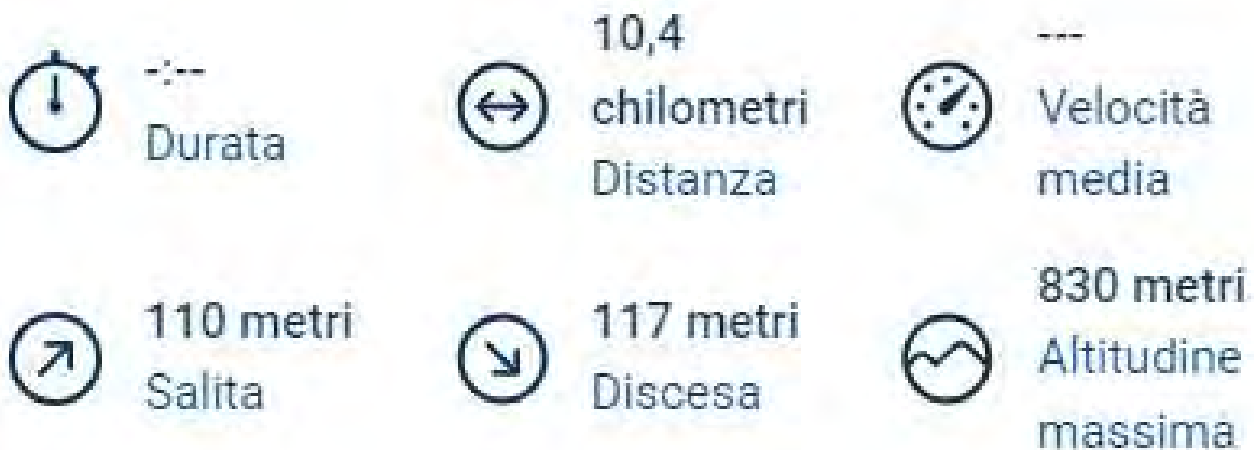 -:--
Durata
10,4
chilometri
Distanza
---
Velocità
media
110 metri
Salita
117 metri
Discesa
830 metri
Altitudine
massima